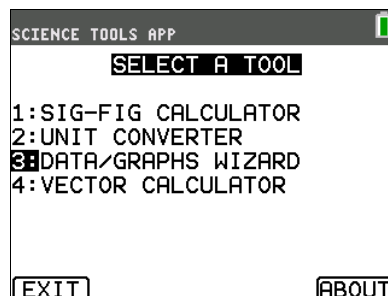 SCIENCE TOOLS APP
SELECT A TOOL
1:SIG-FIG CALCULATOR
2:UNIT CONVERTER
3:DATA/GRAPHS WIZARD
4:VECTOR CALCULATOR
EXIT ABOUT